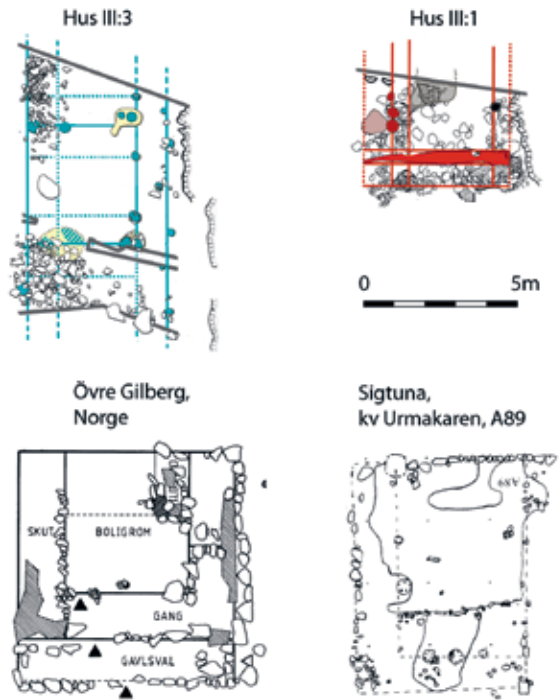 Hus III:3
Hus III:1
0 5m
Övre Gilberg,
Norge
Sigtuna,
kv Urmakaren, A89
SKUT
BOLIGROM
GANG
GAVLSVAL
A89